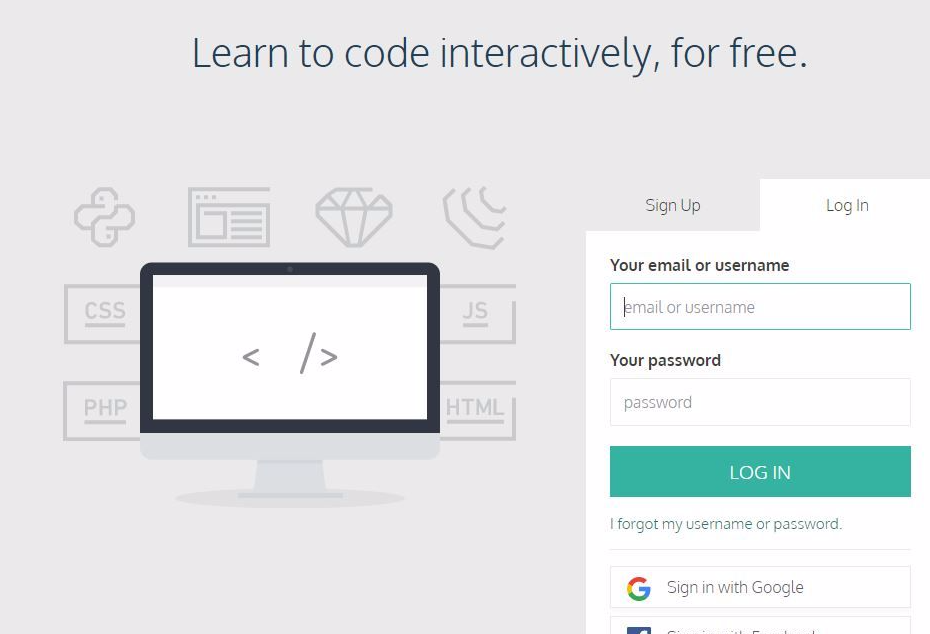 Learn to code interactively, for free.
Sign Up
Log In
Your email or username
email or username
Your password
password
LOG IN
I forgot my username or password.
Sign in with Google
CSS
JS
< />
PHP
HTML